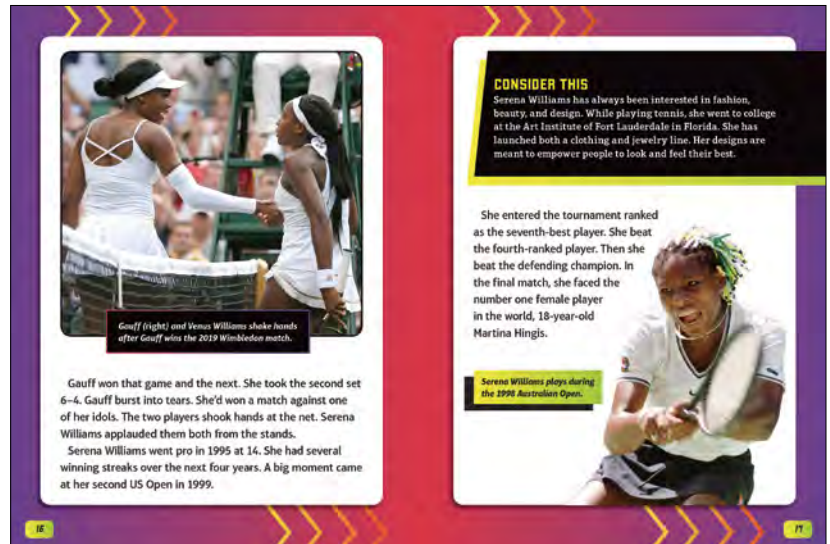 Gauff (right) and Venus Williams shake hands
after Gauff wins the 2019 Wimbledon match.
Gauff won that game and the next. She took the second set
6–4. Gauff burst into tears. She'd won a match against one
of her idols. The two players shook hands at the net. Serena
Williams applauded them both from the stands.
Serena Williams went pro in 1995 at 14. She had several
winning streaks over the next four years. A big moment came
at her second US Open in 1999.
16
CONSIDER THIS
Serena Williams has always been interested in fashion,
beauty, and design. While playing tennis, she went to college
at the Art Institute of Fort Lauderdale in Florida. She has
launched both a clothing and jewelry line. Her designs are
meant to empower people to look and feel their best.
She entered the tournament ranked
as the seventh-best player. She beat
the fourth-ranked player. Then she
beat the defending champion. In
the final match, she faced the
number one female player
in the world, 18-year-old
Martina Hingis.
Serena Williams plays during
the 1998 Australian Open.
17